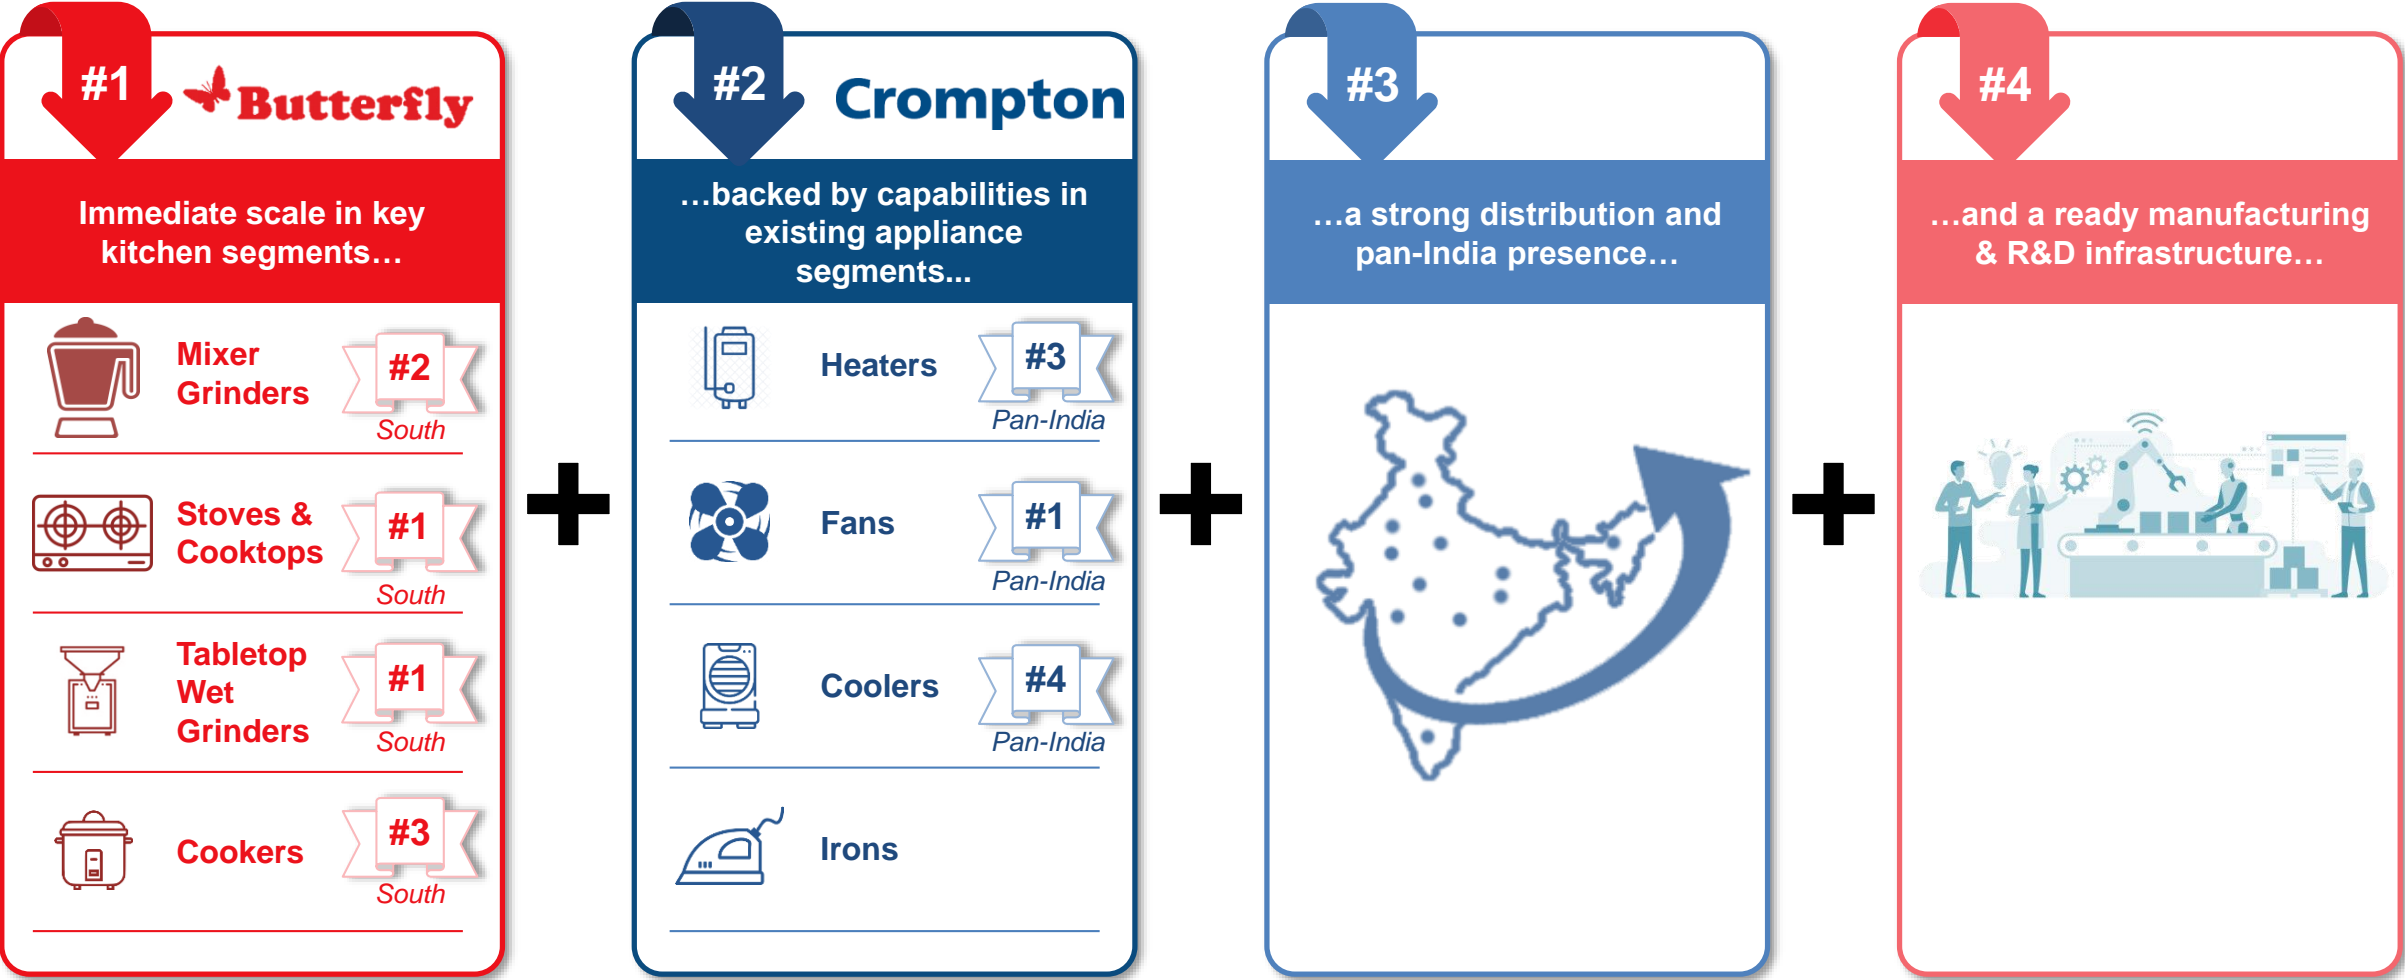 #1
Butterfly
Immediate scale in key
kitchen segments…
Mixer
Grinders
#2
South
Stoves &
Cooktops
#1
South
Tabletop
Wet
Grinders
#1
South
Cookers
#3
South
#2
Crompton
…backed by capabilities in
existing appliance
segments...
Heaters
#3
Pan-India
Fans
#1
Pan-India
Coolers
#4
Pan-India
Irons
#3
…a strong distribution and
pan-India presence…
#4
…and a ready manufacturing
& R&D infrastructure…